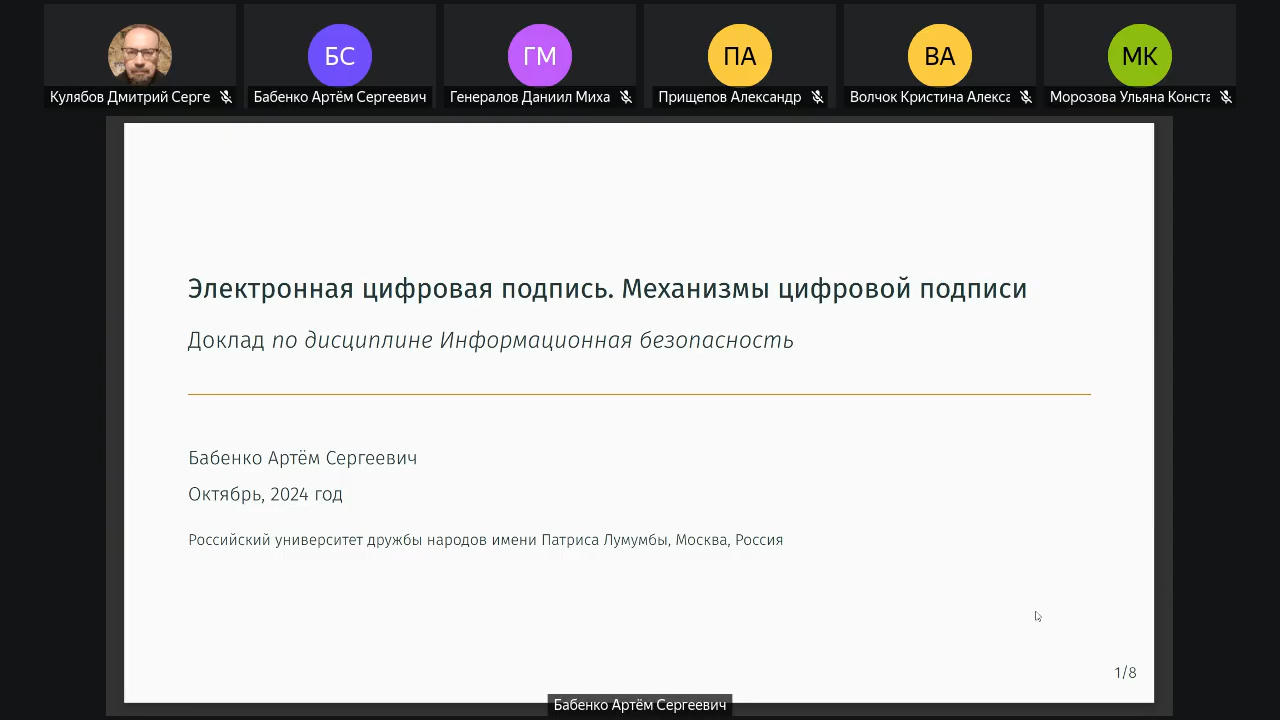 БС
ГМ
ПА
ВА
МК
Кулябов Дмитрий Серге
Бабенко Артём Сергеевич
Генералов Даниил Миха
Прищепов Александр
Волчок Кристина Алекса
Морозова Ульяна Конста
Электронная цифровая подпись. Механизмы цифровой подписи
Доклад по дисциплине Информационная безопасность
Бабенко Артём Сергеевич
Октябрь, 2024 год
Российский университет дружбы народов имени Патриса Лумумбы, Москва, Россия
1/8
Бабенко Артём Сергеевич